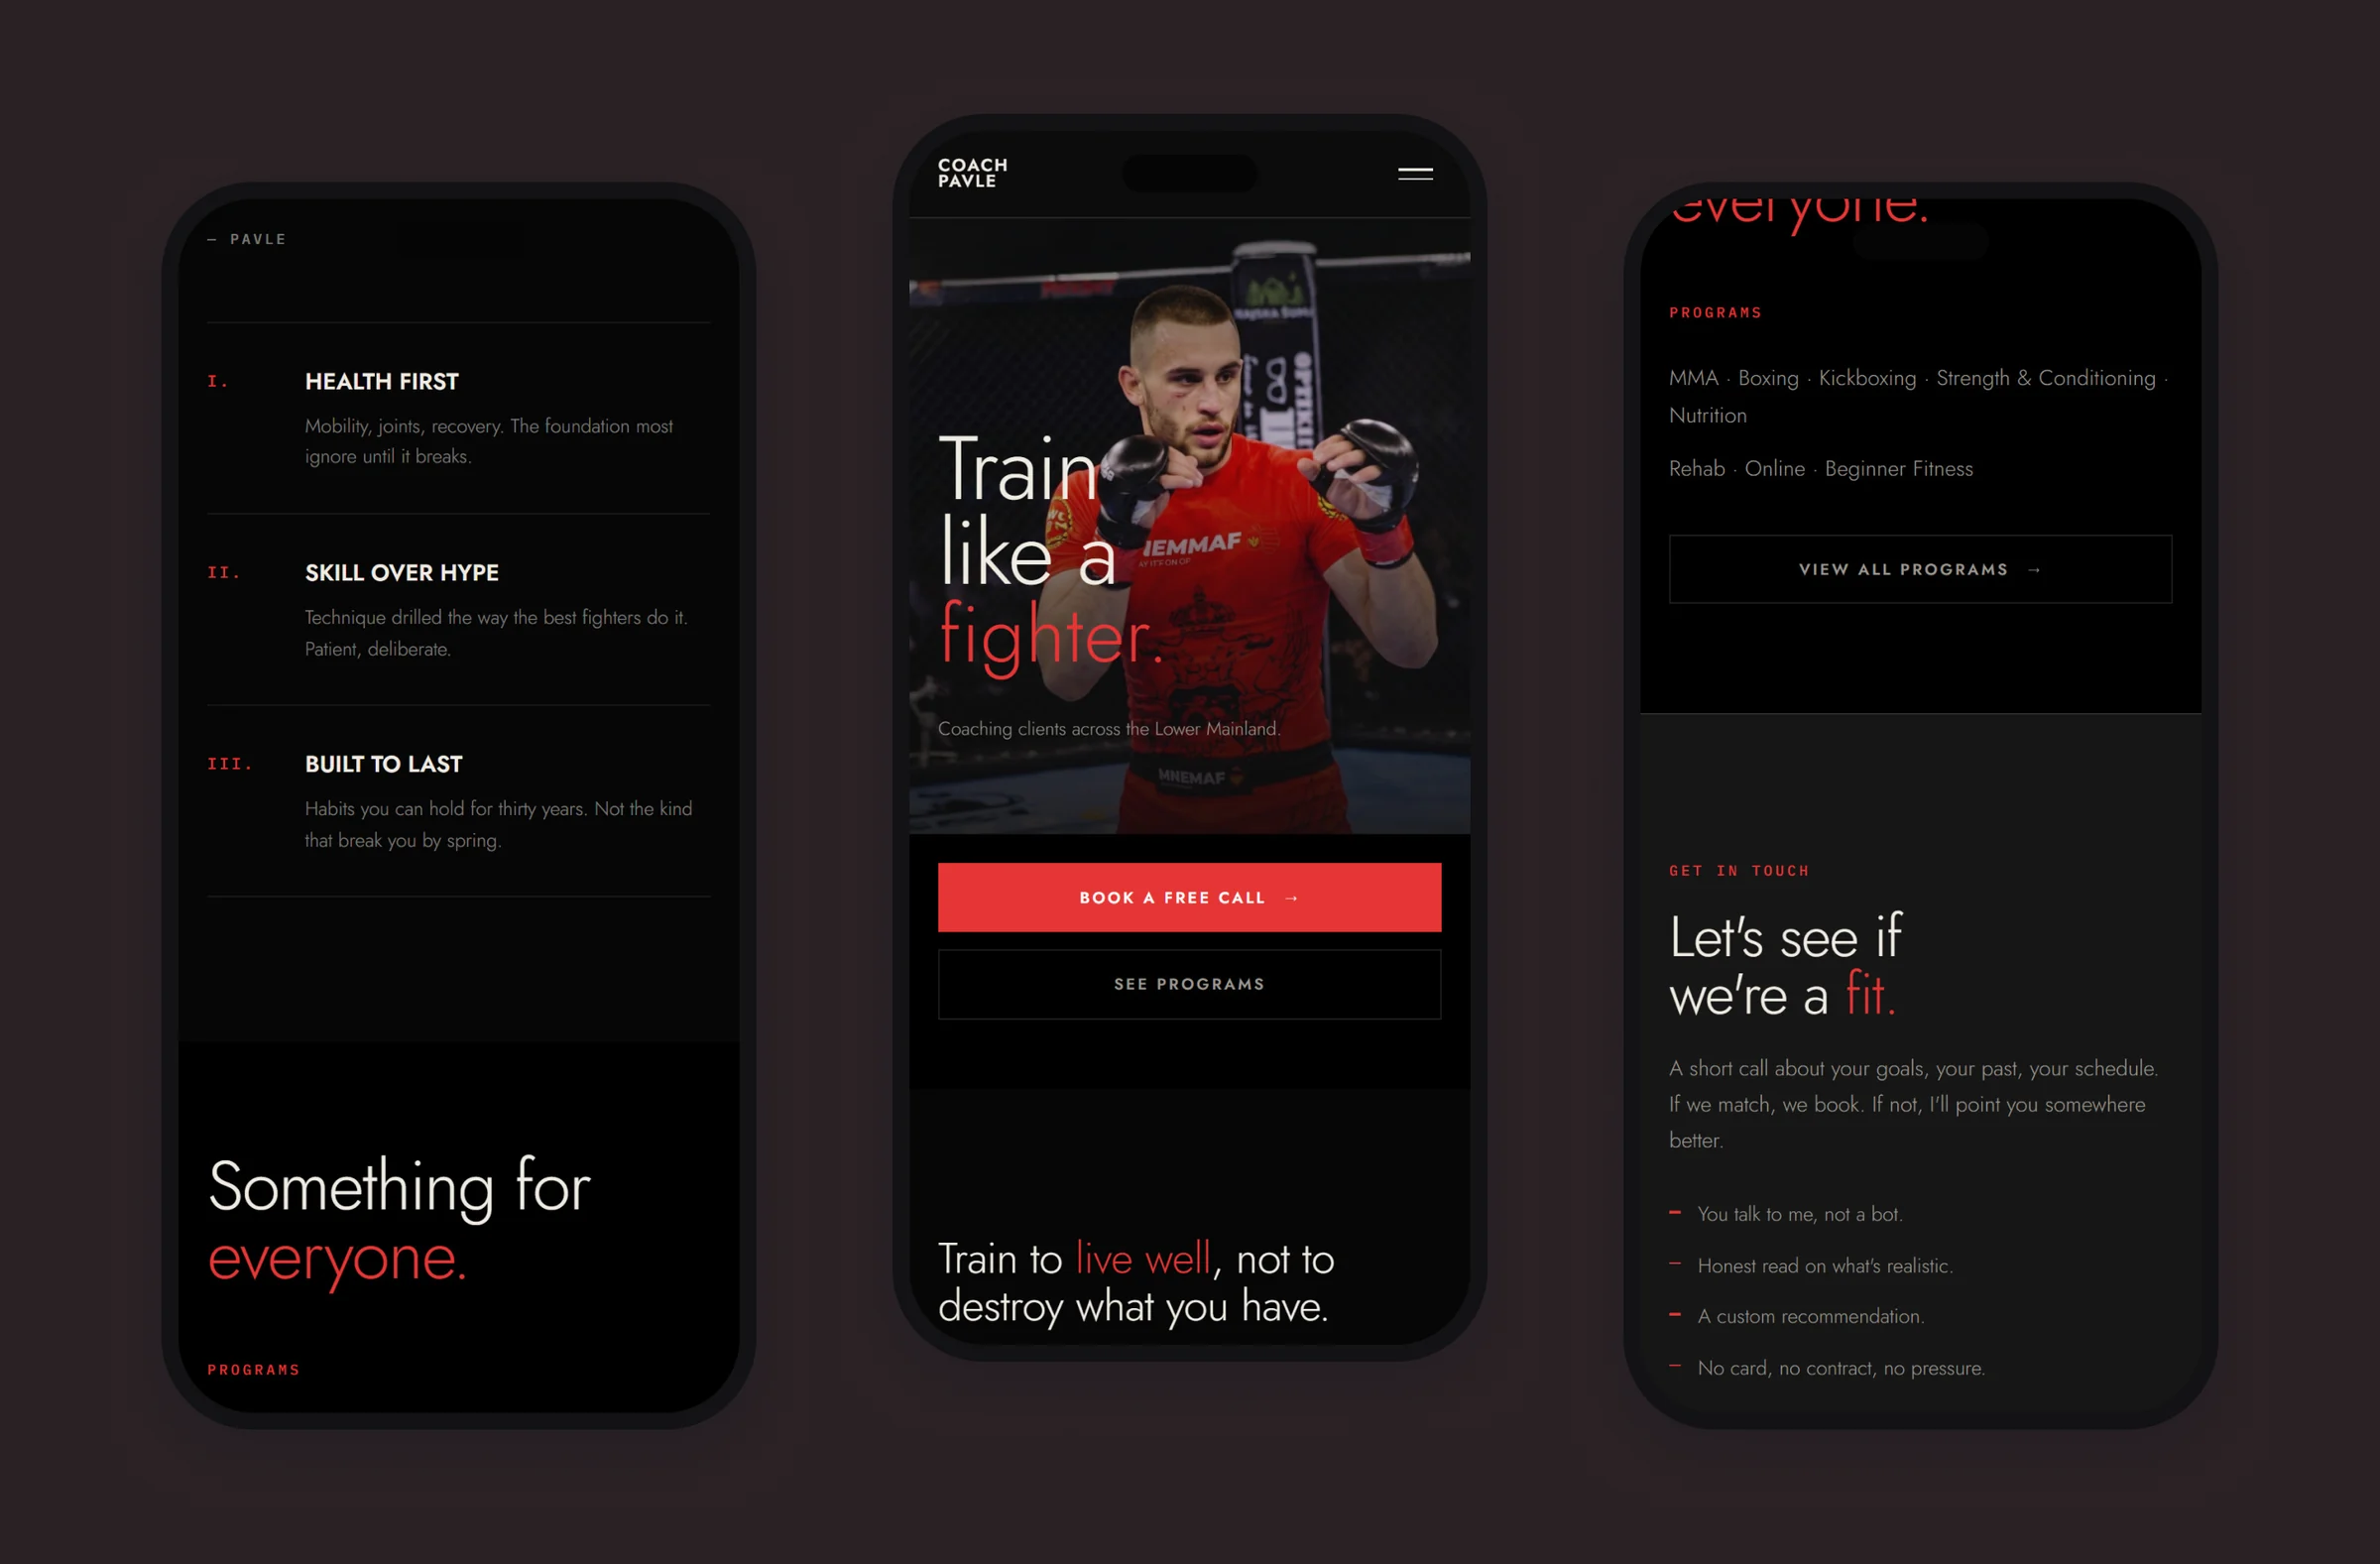 — PAVLE
I.
HEALTH FIRST
Mobility, joints, recovery. The foundation most
ignore until it breaks.
II.
SKILL OVER HYPE
Technique drilled the way the best fighters do it.
Patient, deliberate.
III.
BUILT TO LAST
Habits you can hold for thirty years. Not the kind
that break you by spring.
Something for
everyone.
PROGRAMS
COACH
PAVLE
OPTIKI
Train
like a
fighter.
NEMMAF
Coaching clients across the Lower Mainland.
MNEMAF
BOOK A FREE CALL →
SEE PROGRAMS
Train to live well, not to
destroy what you have.
everyone.
PROGRAMS
MMA · Boxing · Kickboxing · Strength & Conditioning ·
Nutrition
Rehab · Online · Beginner Fitness
VIEW ALL PROGRAMS →
GET IN TOUCH
Let's see if
we're a fit.
A short call about your goals, your past, your schedule.
If we match, we book. If not, I'll point you somewhere
better.
– You talk to me, not a bot.
– Honest read on what's realistic.
– A custom recommendation.
– No card, no contract, no pressure.